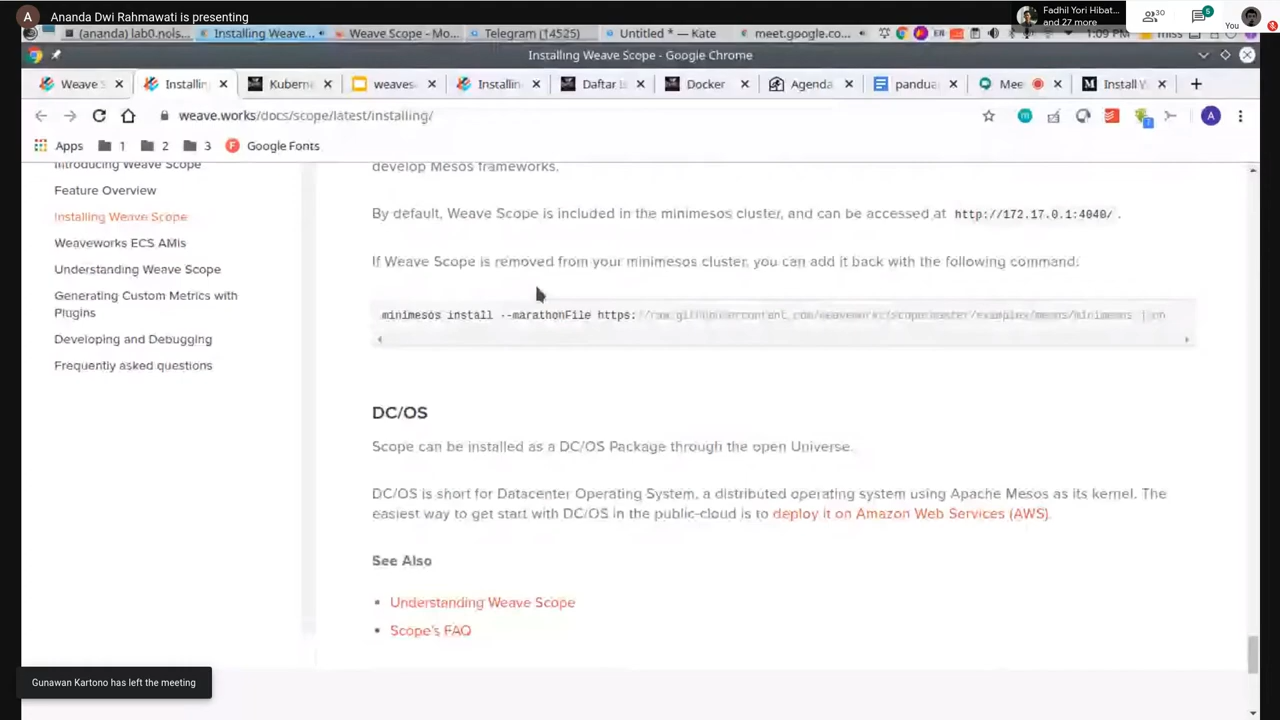 Ananda Dwi Rahmawati is presenting
Fadhil Yori Hibat...
and 27 more
30
5
You
(ananda) lab0.nols...
Installing Weave...
Weave Scope - Mo...
Telegram (14525)
Untitled * — Kate
meet.google.co...
1:09 PM
miss
Installing Weave Scope - Google Chrome
Weave S
Installin
Kuberne
weaves
Installin
Daftar Is
Docker
Agenda
pandua
Mee
Install W
weave.works/docs/scope/latest/installing/
A
Apps
1
2
3
Google Fonts
Introducing Weave Scope
Feature Overview
Installing Weave Scope
Weaveworks ECS AMIs
Understanding Weave Scope
Generating Custom Metrics with
Plugins
Developing and Debugging
Frequently asked questions
develop Mesos frameworks.
By default, Weave Scope is included in the minimesos cluster, and can be accessed at http://172.17.0.1:4040/ .
If Weave Scope is removed from your minimesos cluster, you can add it back with the following command:
minimesos install --marathonFile https:
DC/OS
Scope can be installed as a DC/OS Package through the open Universe.
DC/OS is short for Datacenter Operating System, a distributed operating system using Apache Mesos as its kernel. The
easiest way to get start with DC/OS in the public-cloud is to deploy it on Amazon Web Services (AWS).
See Also
Understanding Weave Scope
Scope's FAQ
Gunawan Kartono has left the meeting